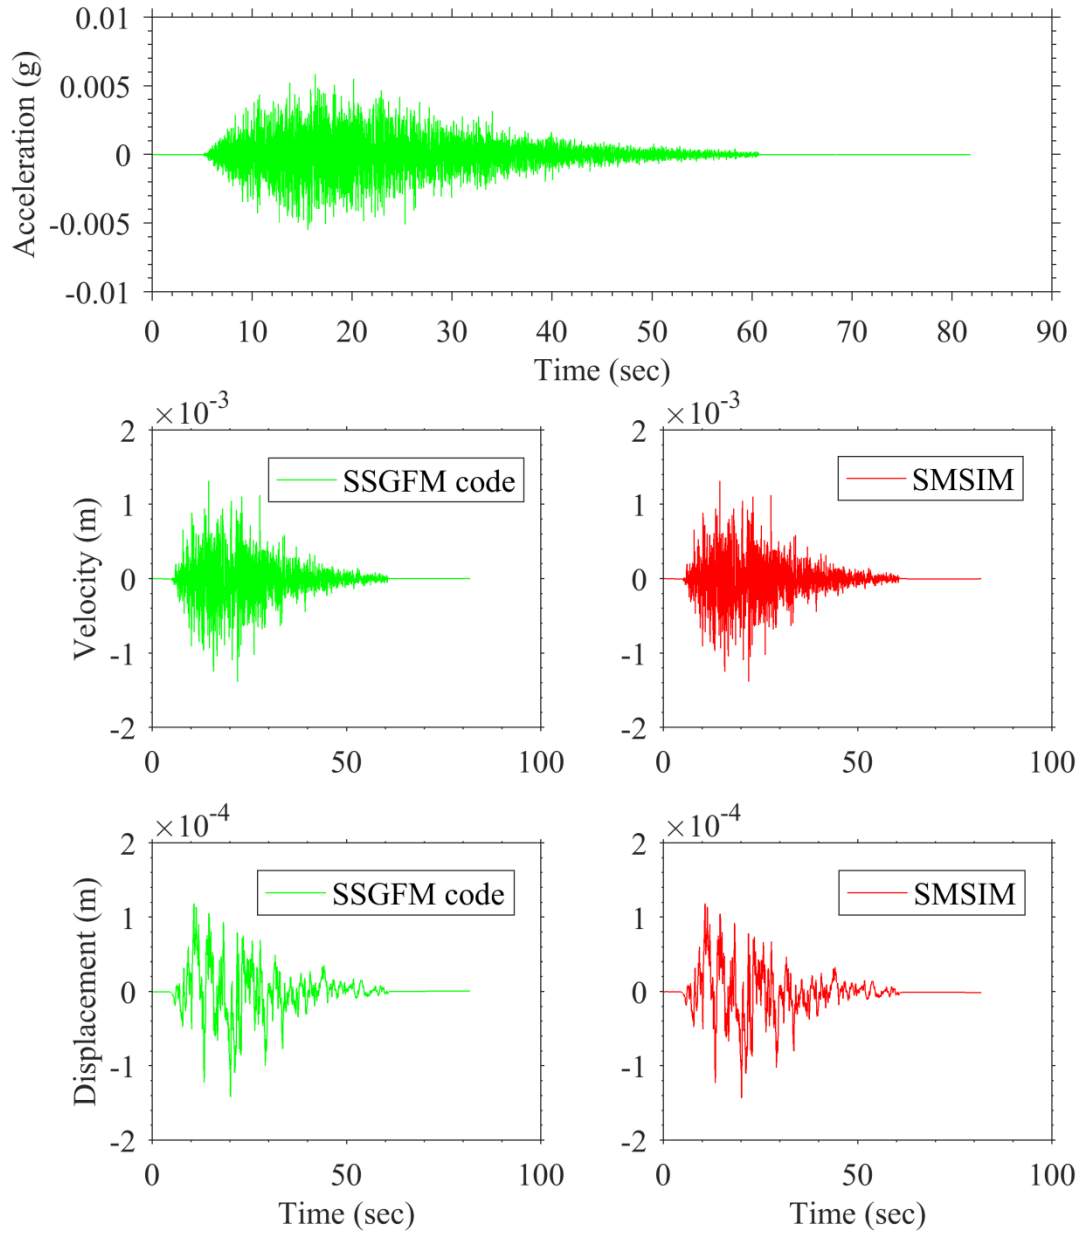 0.01
0.005
0
-0.005
-0.01
Acceleration (g)
0 10 20 30 40 50 60 70 80 90
Time (sec)
×10-3
2
1
0
-1
-2
Velocity (m)
SSGFM code
0 50 100
×10-3
2
1
0
-1
-2
SMSIM
0 50 100
×10-4
2
1
0
-1
-2
Displacement (m)
SSGFM code
0 50 100
Time (sec)
×10-4
2
1
0
-1
-2
SMSIM
0 50 100
Time (sec)